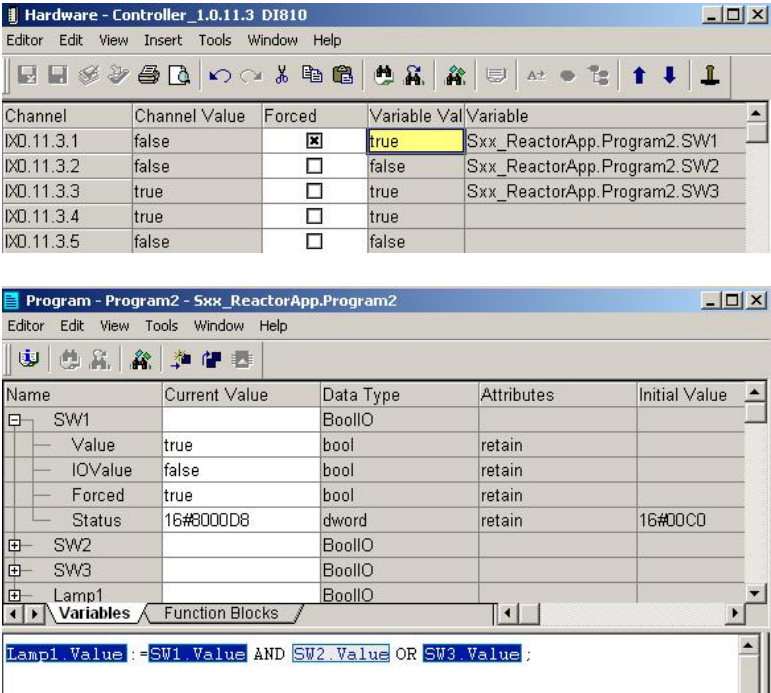 Hardware - Controller_1.0.11.3 DI810
Editor Edit View Insert Tools Window Help
Channel Channel Value Forced Variable Val Variable
IX0.11.3.1 false true Sxx_ReactorApp.Program2.SW1
IX0.11.3.2 false false Sxx_ReactorApp.Program2.SW2
IX0.11.3.3 true true Sxx_ReactorApp.Program2.SW3
IX0.11.3.4 true true
IX0.11.3.5 false false
Program - Program2 - Sxx_ReactorApp.Program2
Editor Edit View Tools Window Help
Name Current Value Data Type Attributes Initial Value
SW1 BoolIO
Value true bool retain
IOValue false bool retain
Forced true bool retain
Status 16#8000D8 dword retain 16#00C0
SW2 BoolIO
SW3 BoolIO
Lamp1 BoolIO
Variables Function Blocks
Lamp1.Value:=SW1.Value AND SW2.Value OR SW3.Value;